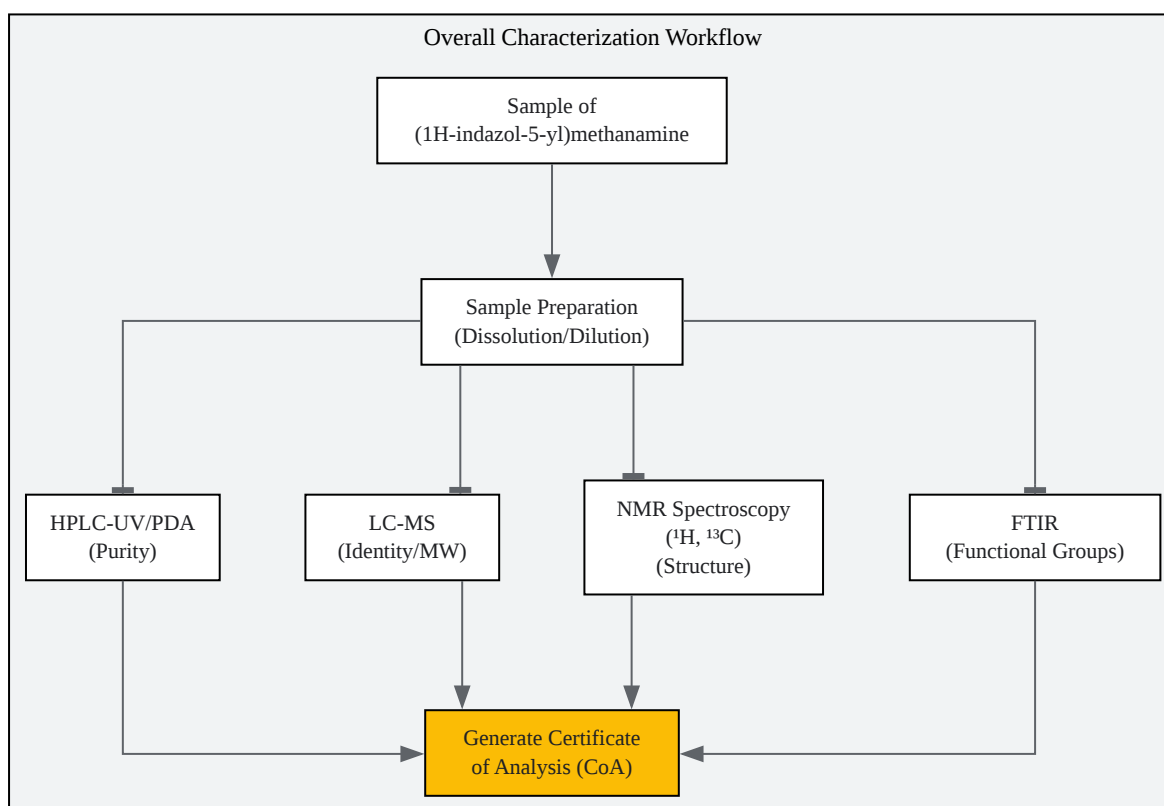 Overall Characterization Workflow
Sample of
(1H-indazol-5-yl)methanamine
Sample Preparation
(Dissolution/Dilution)
HPLC-UV/PDA
(Purity)
LC-MS
(Identity/MW)
NMR Spectroscopy
(¹H, ¹³C)
(Structure)
FTIR
(Functional Groups)
Generate Certificate
of Analysis (CoA)